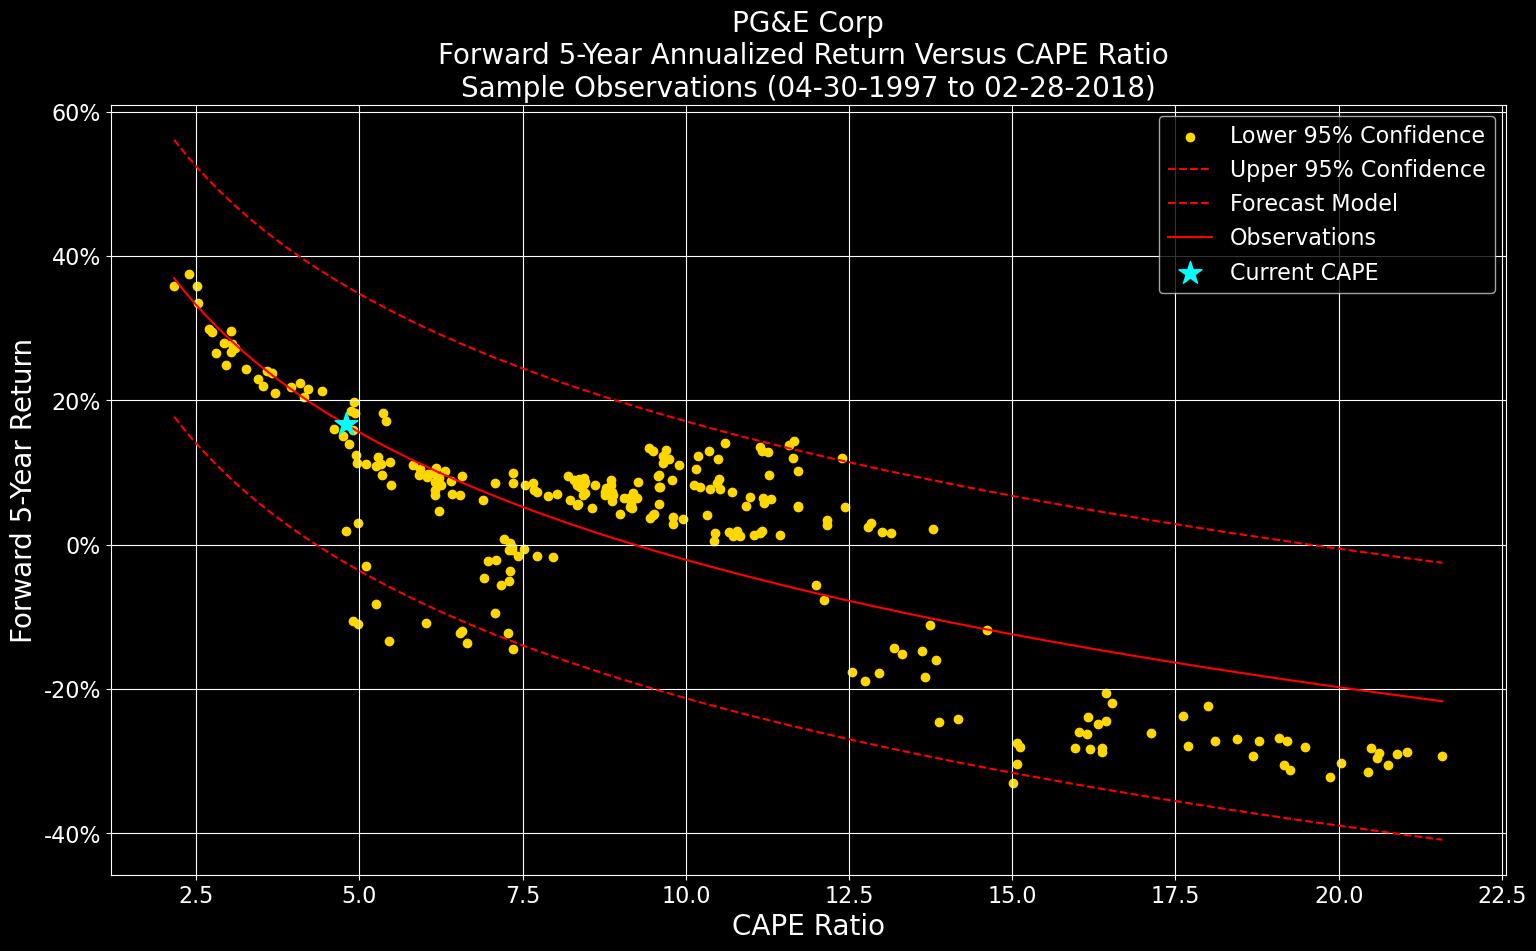 PG&E Corp
Forward 5-Year Annualized Return Versus CAPE Ratio
Sample Observations (04-30-1997 to 02-28-2018)
Lower 95% Confidence
Upper 95% Confidence
Forecast Model
Observations
Current CAPE
Forward 5-Year Return
60%
40%
20%
0%
-20%
-40%
2.5 5.0 7.5 10.0 12.5 15.0 17.5 20.0 22.5
CAPE Ratio